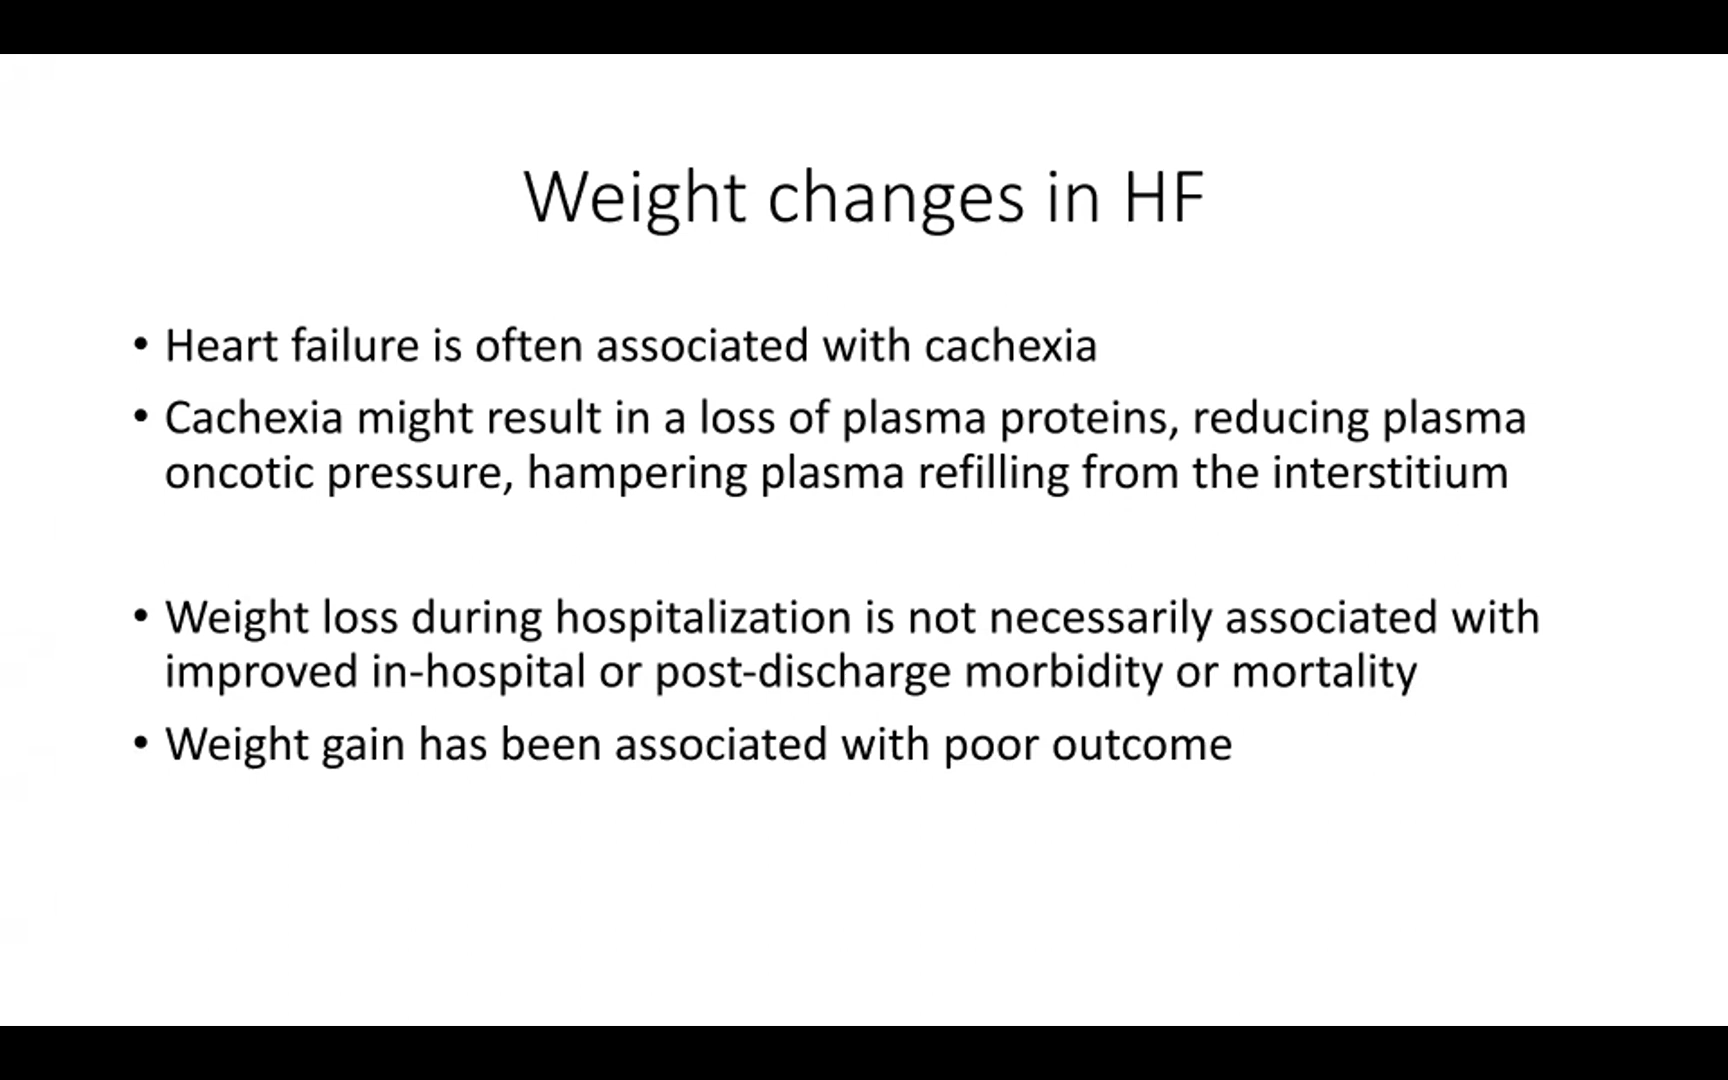 Weight changes in HF
• Heart failure is often associated with cachexia
• Cachexia might result in a loss of plasma proteins, reducing plasma
oncotic pressure, hampering plasma refilling from the interstitium
• Weight loss during hospitalization is not necessarily associated with
improved in-hospital or post-discharge morbidity or mortality
• Weight gain has been associated with poor outcome